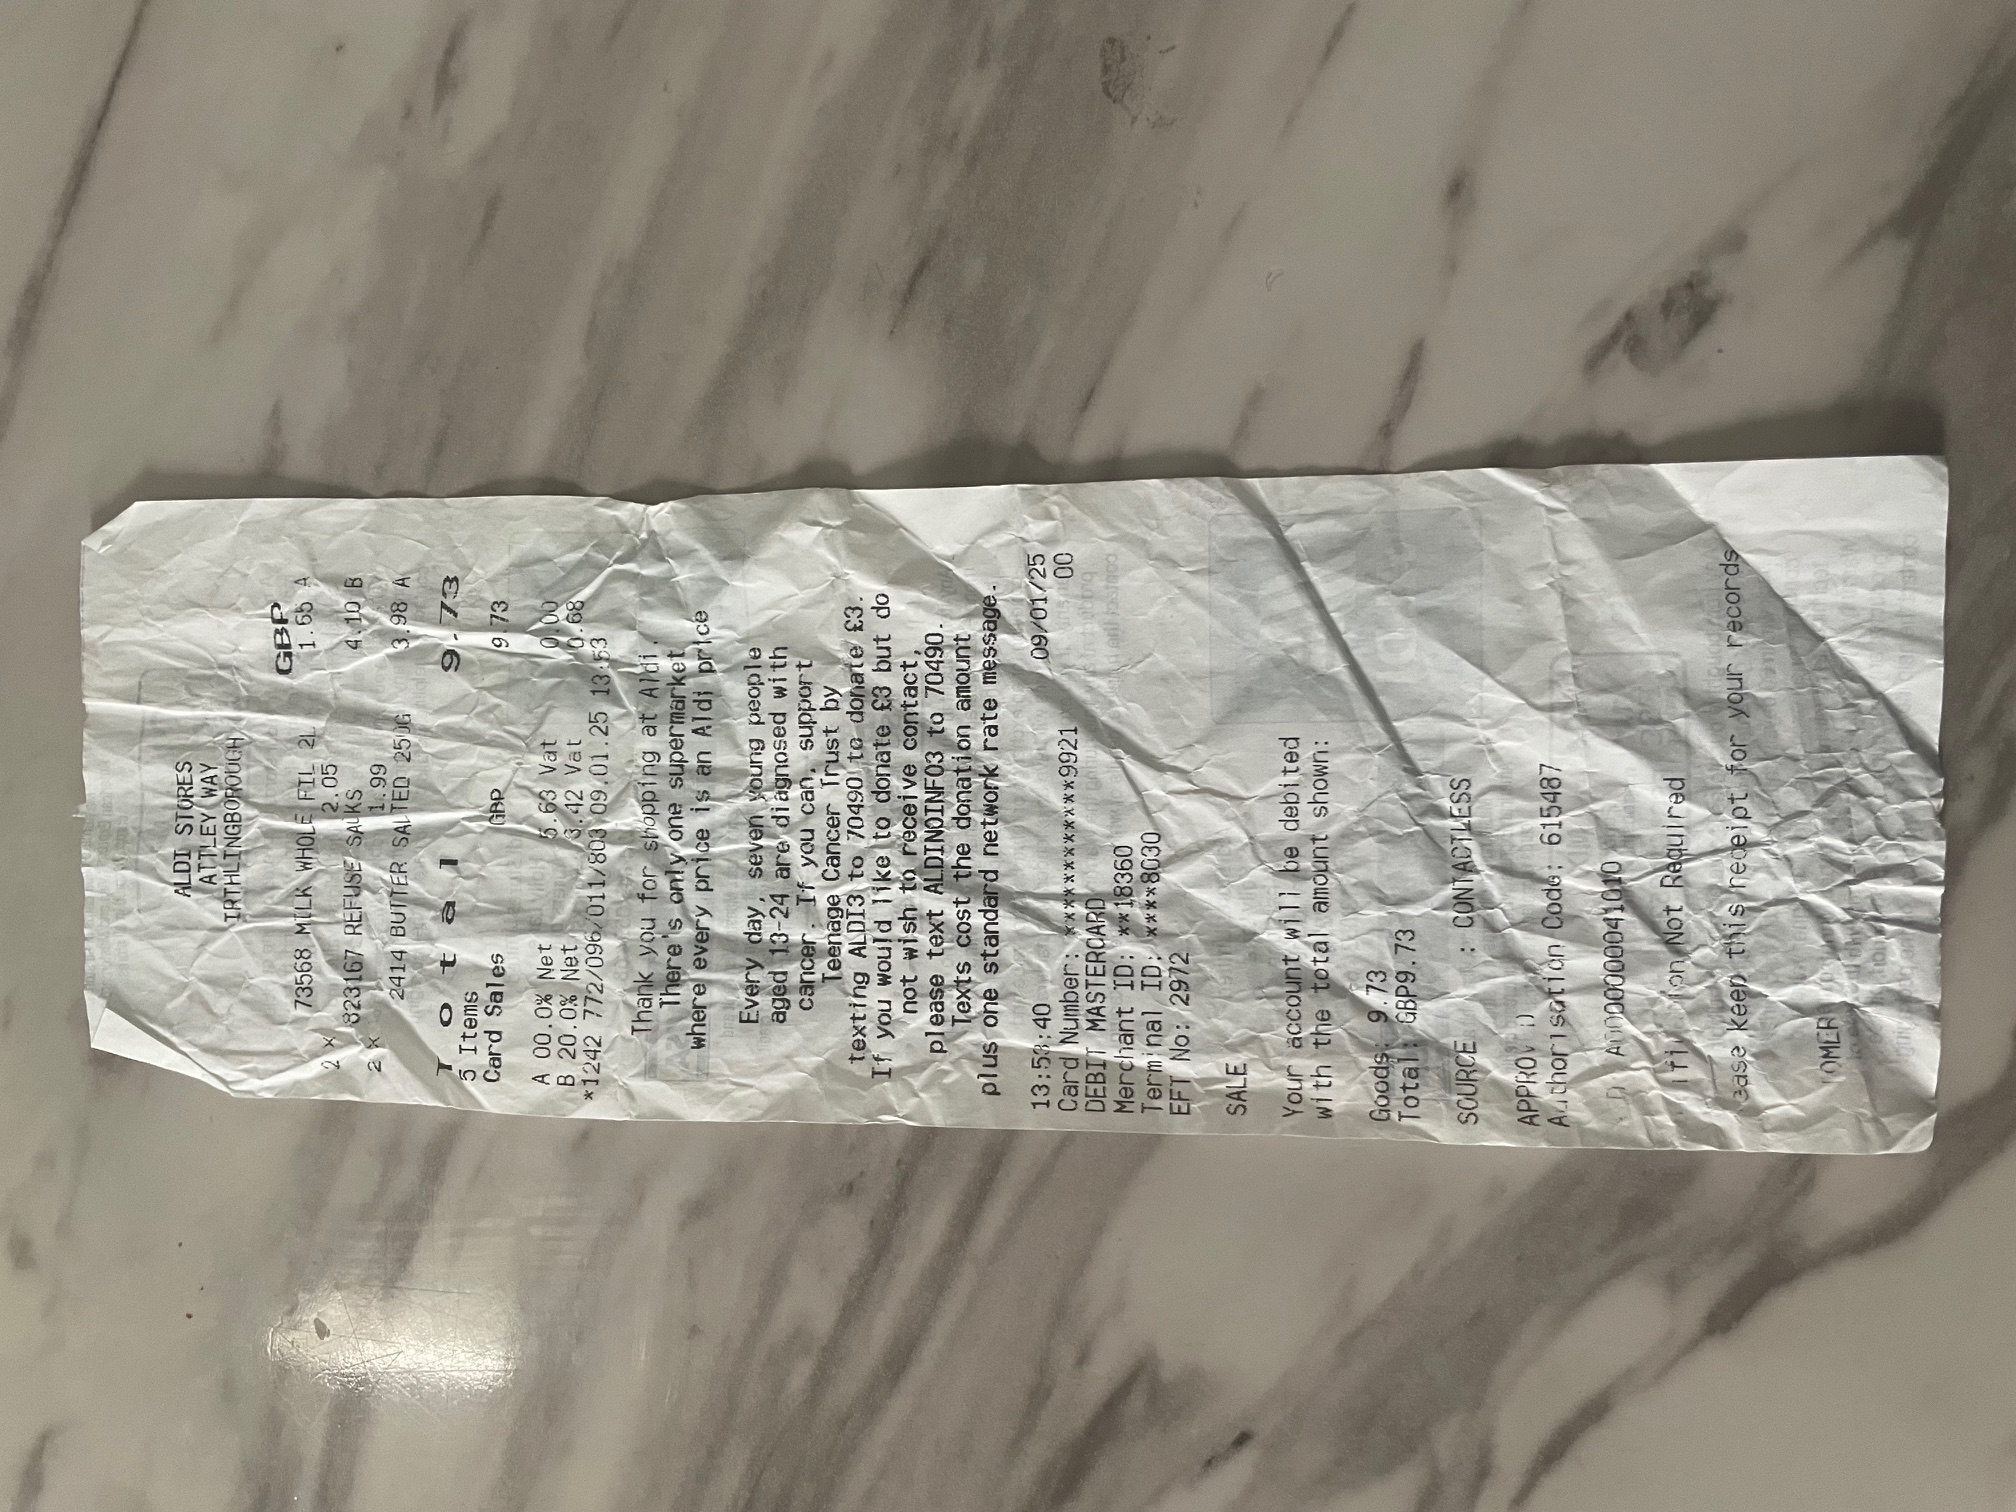 ALDI STORES
ATTLEY WAY
IRTHLINGBOROUGH
GBP
73568 MILK WHOLE FIL 2L 1.65 A
2 × 2.05
823167 REFUSE SACKS 4.10 B
2 × 1.99
2414 BUTTER SALTED 250G 3.98 A
Total 9.73
5 Items
Card Sales GBP 9.73
A 00.0% Net 5.63 Vat 0.00
B 20.0% Net 3.42 Vat 0.68
*1242 772/096/011/803 09.01.25 13:53
Thank you for shopping at Aldi.
There's only one supermarket
where every price is an Aldi price
Every day, seven young people
aged 13-24 are diagnosed with
cancer. If you can, support
Teenage Cancer Trust by
texting ALDI3 to 70490 to donate £3.
If you would like to donate £3 but do
not wish to receive contact,
please text ALDINOINFO3 to 70490.
Texts cost the donation amount
plus one standard network rate message.
13:53:40 09/01/25
Card Number: ************9921 00
DEBIT MASTERCARD
Merchant ID: **18360
Terminal ID: ****8030
EFT No: 2972
SALE
Your account will be debited
with the total amount shown:
Goods: 9.73
Total: GBP9.73
SOURCE : CONTACTLESS
APPROVED
Authorisation Code: 615487
A0000000041010
Not Required
keep this receipt for your records